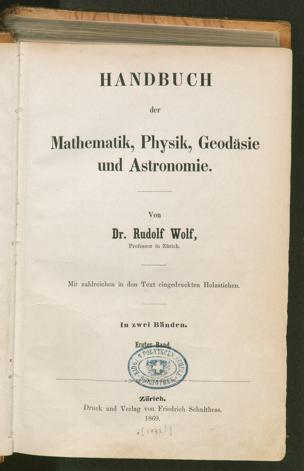 HANDBUCH
der
Mathematik, Physik, Geodäsie
und Astronomie.
Von
Dr. Rudolf Wolf,
Professor in Zürich.
Mit zahlreichen in den Text eingedruckten Holzstichen.
In zwei Bänden.
Erster Band.
Zürich.
Druck und Verlag von Friedrich Schulthess.
1869.